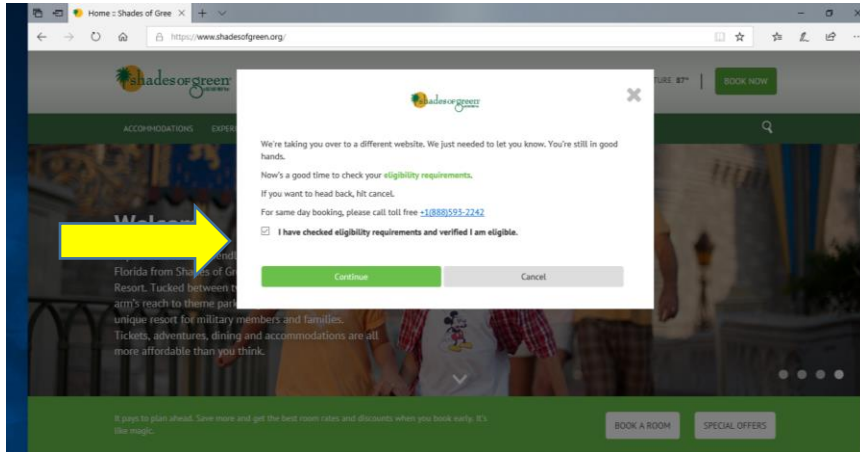 Home :: Shades of Gree
https://www.shadesofgreen.org/
shades of green
TURE 87°
BOOK NOW
ACCOMMODATIONS EXPERI
shades of green
We're taking you over to a different website. We just needed to let you know. You're still in good
hands.
Now's a good time to check your eligibility requirements.
If you want to head back, hit cancel.
For same day booking, please call toll free +1(888)593-2242
I have checked eligibility requirements and verified I am eligible.
Continue
Cancel
Welcom
Florida from Shades of Gr
Resort. Tucked between t
arm's reach to theme park
unique resort for military members and families.
Tickets, adventures, dining and accommodations are all
more affordable than you think.
It pays to plan ahead. Save more and get the best room rates and discounts when you book early. It's
like magic.
BOOK A ROOM
SPECIAL OFFERS